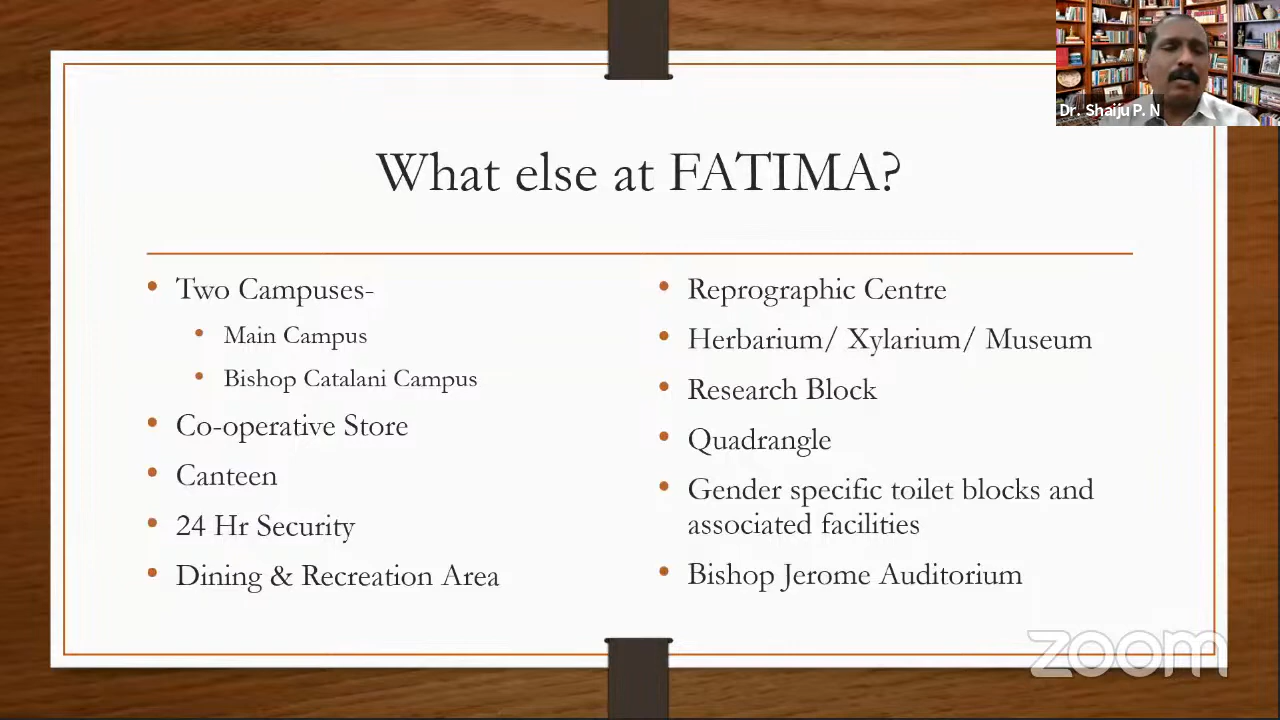 Dr. Shaiju P. N
What else at FATIMA?
Two Campuses-
Main Campus
Bishop Catalani Campus
Co-operative Store
Canteen
24 Hr Security
Dining & Recreation Area
Reprographic Centre
Herbarium/ Xylarium/ Museum
Research Block
Quadrangle
Gender specific toilet blocks and
associated facilities
Bishop Jerome Auditorium
zoom